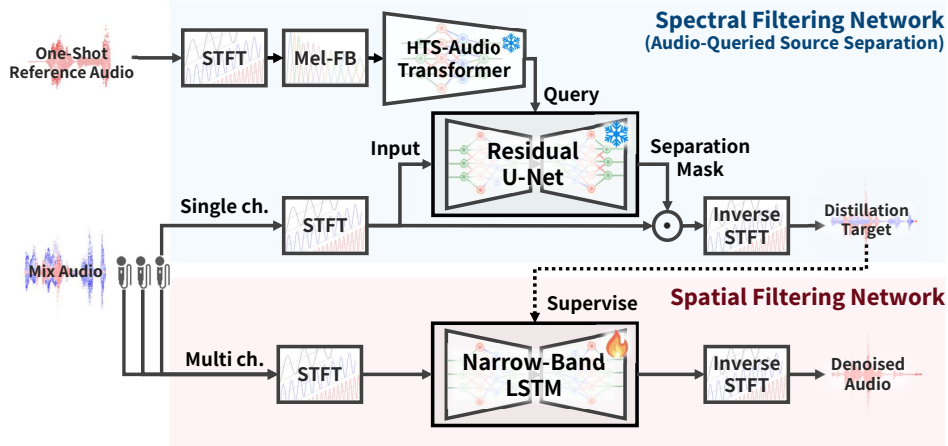 Spectral Filtering Network
(Audio-Queried Source Separation)
One-Shot
Reference Audio
STFT
Mel-FB
HTS-Audio
Transformer
Query
Input
Residual
U-Net
Separation
Mask
Single ch.
STFT
Inverse
STFT
Distillation
Target
Mix Audio
Spatial Filtering Network
Supervise
Multi ch.
STFT
Narrow-Band
LSTM
Inverse
STFT
Denoised
Audio